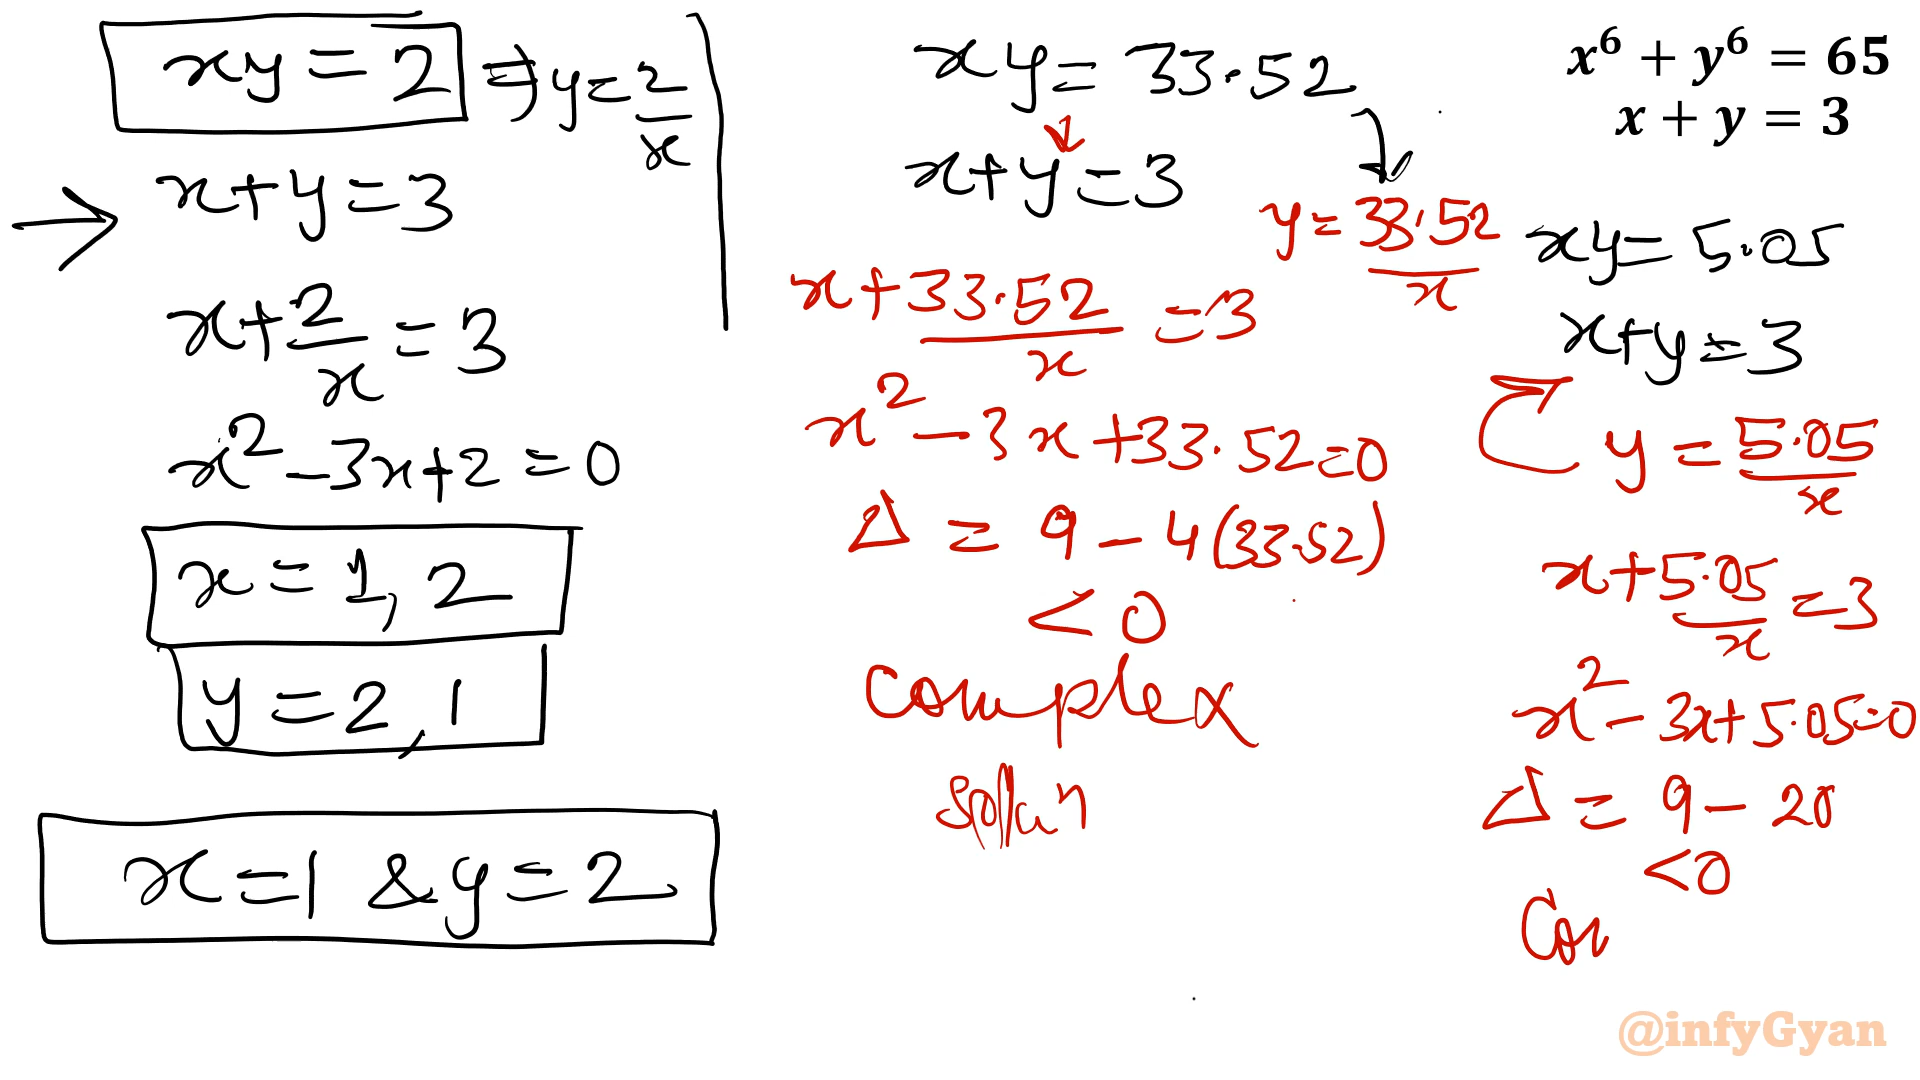 xy = 2 ⇒ y = 2/x
x + y = 3
x + 2/x = 3
x² - 3x + 2 = 0
x = 1, 2
y = 2, 1
x = 1 & y = 2
xy = 33.52
x + y = 3
y = 33.52/x
x + 33.52/x = 3
x² - 3x + 33.52 = 0
Δ = 9 - 4(33.52)
< 0
complex
x⁶ + y⁶ = 65
x + y = 3
xy = 5.05
x + y = 3
y = 5.05/x
x + 5.05/x = 3
x² - 3x + 5.05 = 0
Δ = 9 - 20
< 0
Com
@infyGyan